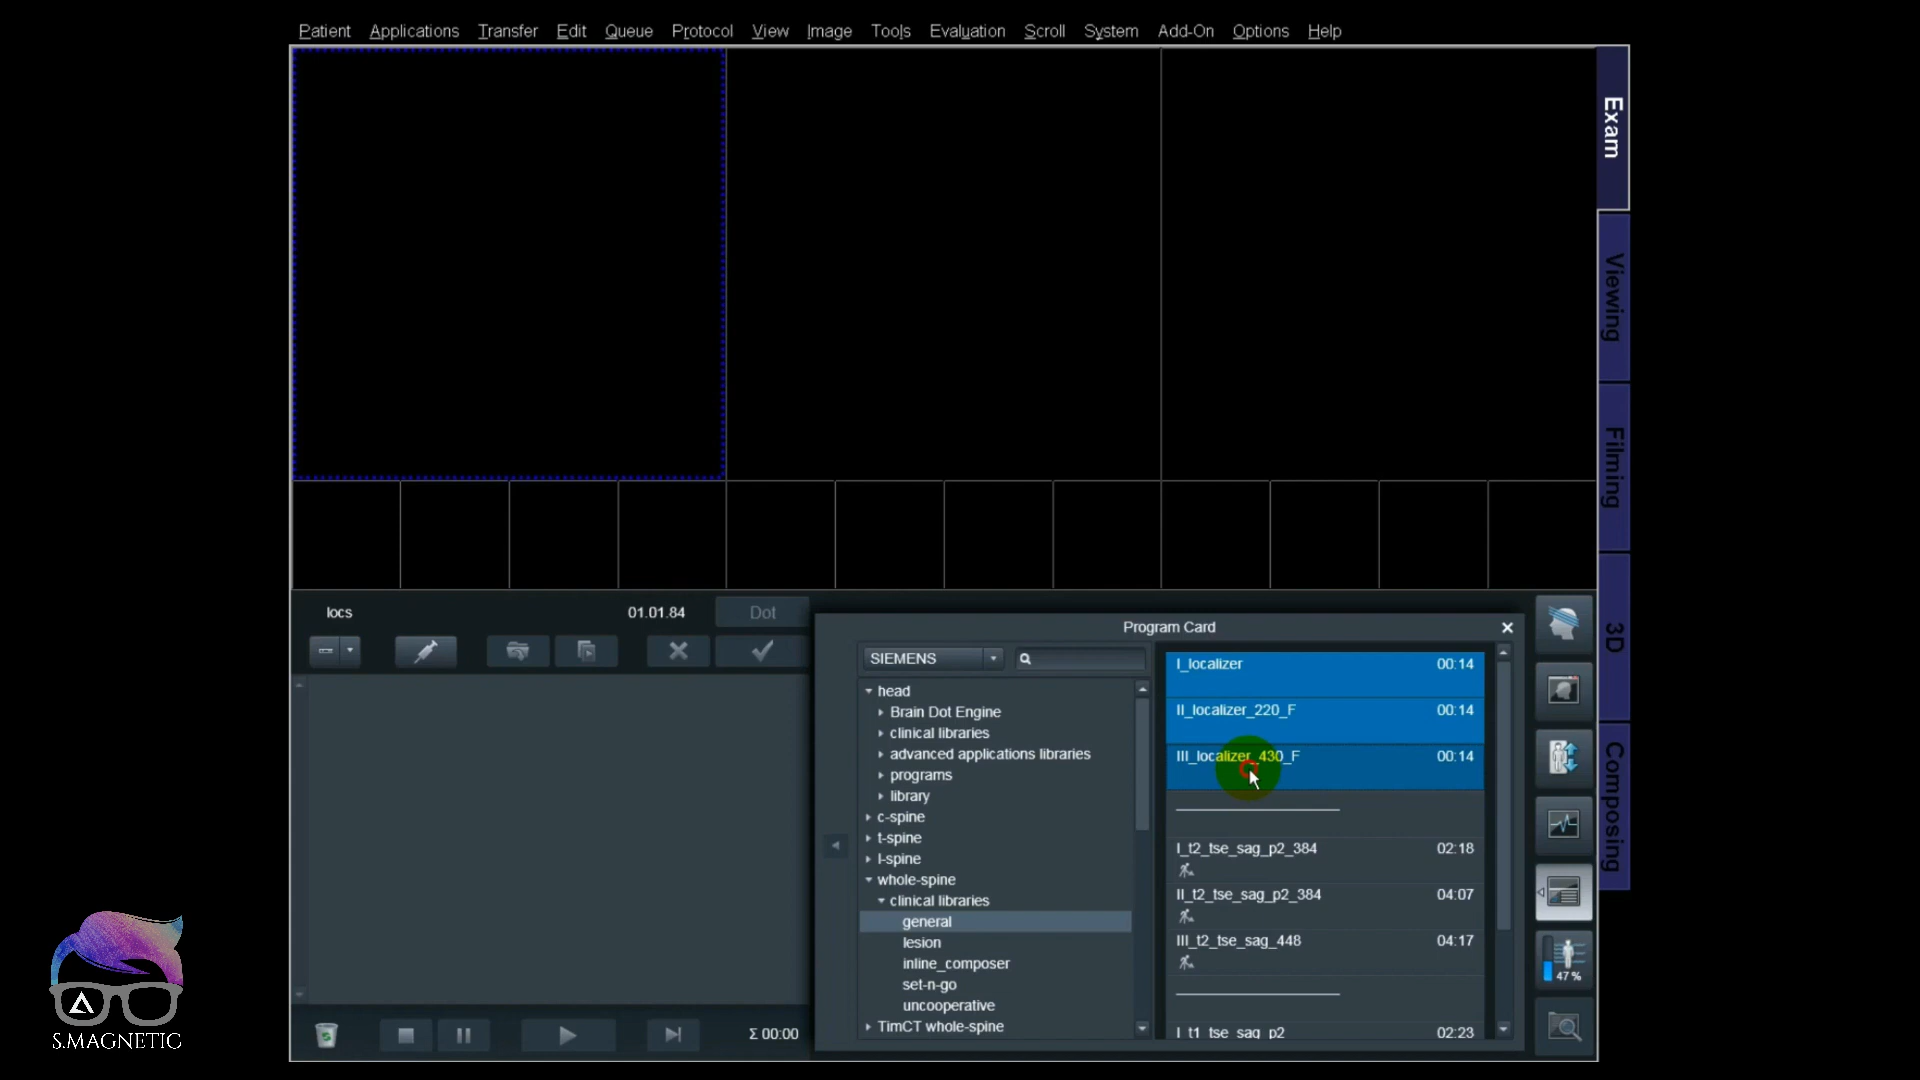 Patient Applications Transfer Edit Queue Protocol View Image Tools Evaluation Scroll System Add-On Options Help
Exam
Viewing
Filming
3D
Composing
locs 01.01.84 Dot
Σ 00:00
Program Card
SIEMENS
head
Brain Dot Engine
clinical libraries
advanced applications libraries
programs
library
c-spine
t-spine
l-spine
whole-spine
clinical libraries
general
lesion
inline_composer
set-n-go
uncooperative
TimCT whole-spine
I_localizer 00:14
II_localizer_220_F 00:14
III_localizer_430_F 00:14
I_t2_tse_sag_p2_384 02:18
II_t2_tse_sag_p2_384 04:07
III_t2_tse_sag_448 04:17
I_t1_tse_sag_p2 02:23
47 %
S.MAGNETIC